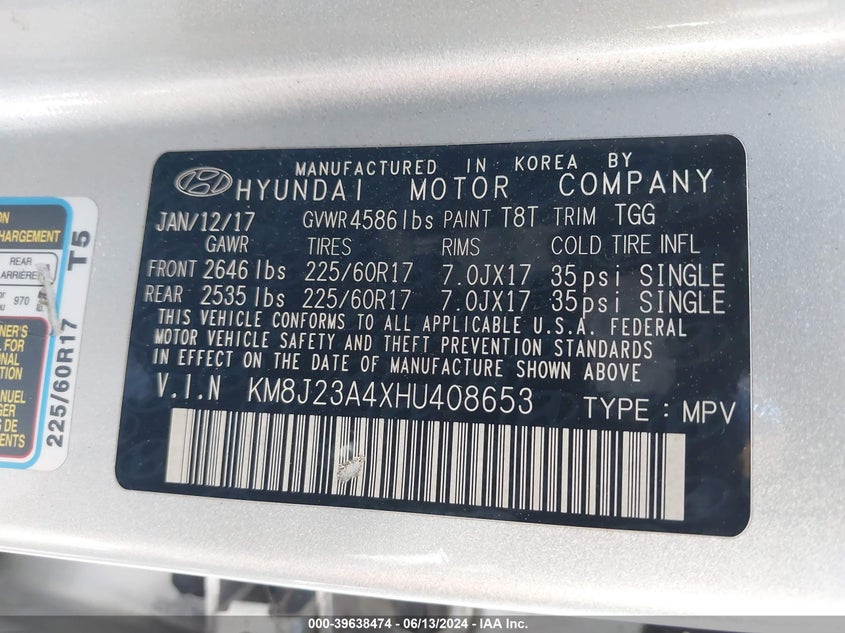 MANUFACTURED IN KOREA BY
HYUNDAI MOTOR COMPANY
JAN/12/17 GVWR 4586 lbs PAINT T8T TRIM TGG
GAWR TIRES RIMS COLD TIRE INFL
FRONT 2646 lbs 225/60R17 7.0JX17 35psi SINGLE
REAR 2535 lbs 225/60R17 7.0JX17 35psi SINGLE
THIS VEHICLE CONFORMS TO ALL APPLICABLE U.S.A. FEDERAL
MOTOR VEHICLE SAFETY AND THEFT PREVENTION STANDARDS
IN EFFECT ON THE DATE OF MANUFACTURE SHOWN ABOVE
V.I.N KM8J23A4XHU408653 TYPE : MPV
REAR
ARRIÈRE
970
225/60R17 T5
000-39638474 - 06/13/2024 - IAA Inc.